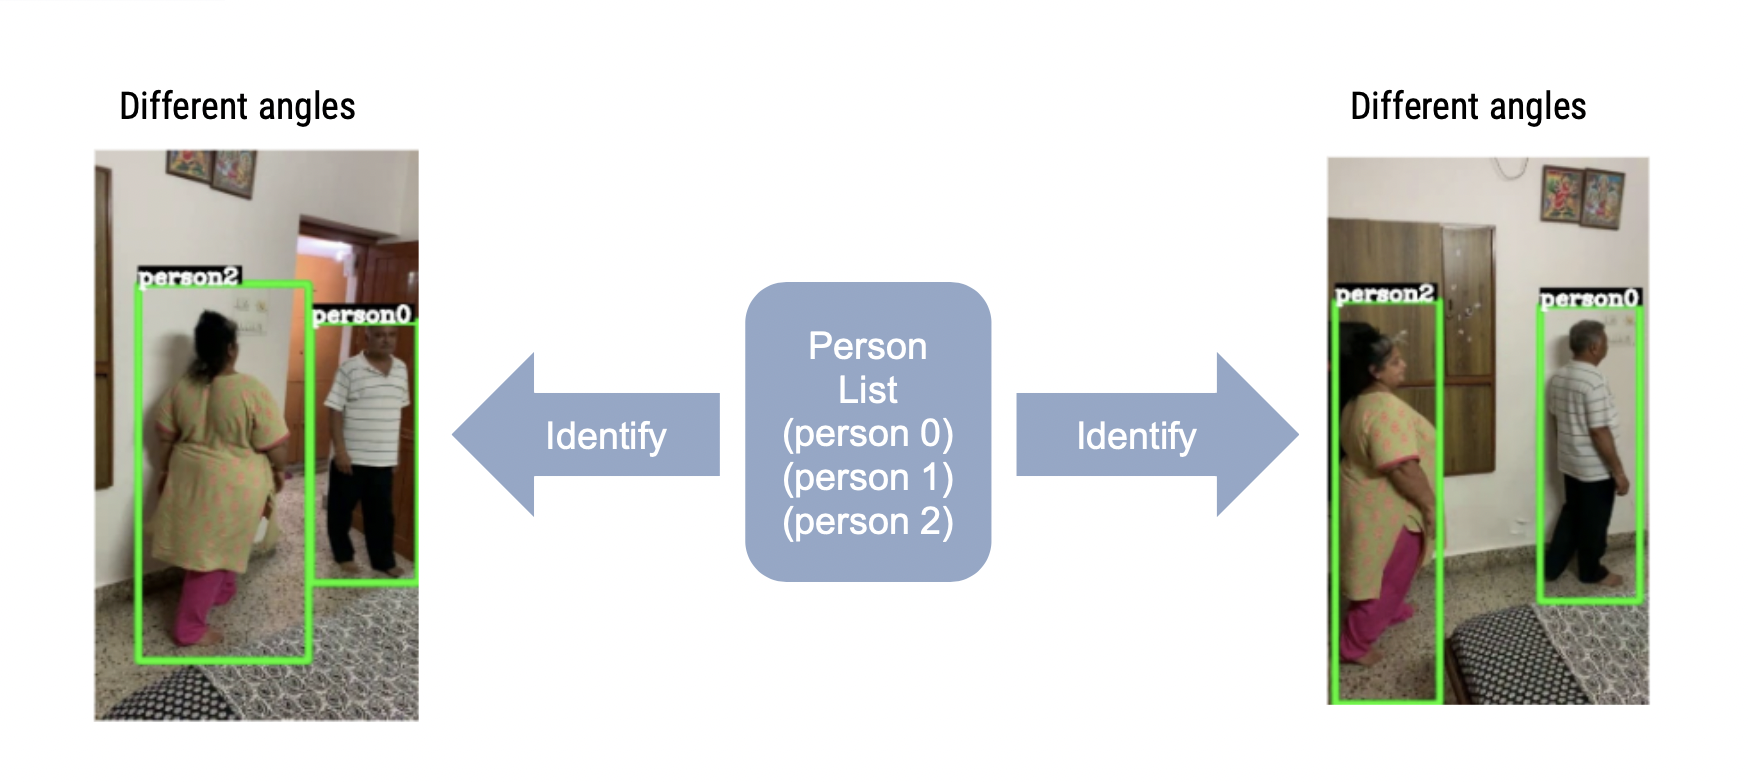 Different angles
Different angles
person2
person0
person2
person0
Identify
Person
List
(person 0)
(person 1)
(person 2)
Identify